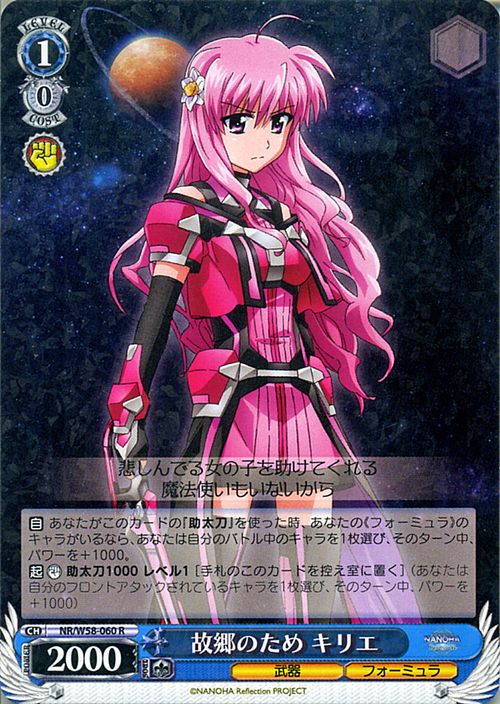 LEVEL
1
0
COST
悲しんでる女の子を助けてくれる
魔法使いもいないから
自 あなたがこのカードの『助太刀』を使った時、あなたの《フォーミュラ》の
キャラがいるなら、あなたは自分のバトル中のキャラを1枚選び、そのターン中、
パワーを+1000。
起 助太刀1000 レベル1 [手札のこのカードを控え室に置く] (あなたは
自分のフロントアタックされているキャラを1枚選び、そのターン中、パワーを
+1000)
CH NR/W58-060 R
POWER
2000
SOUL
故郷のため キリエ
NANOHA
武器
フォーミュラ
©NANOHA Reflection PROJECT